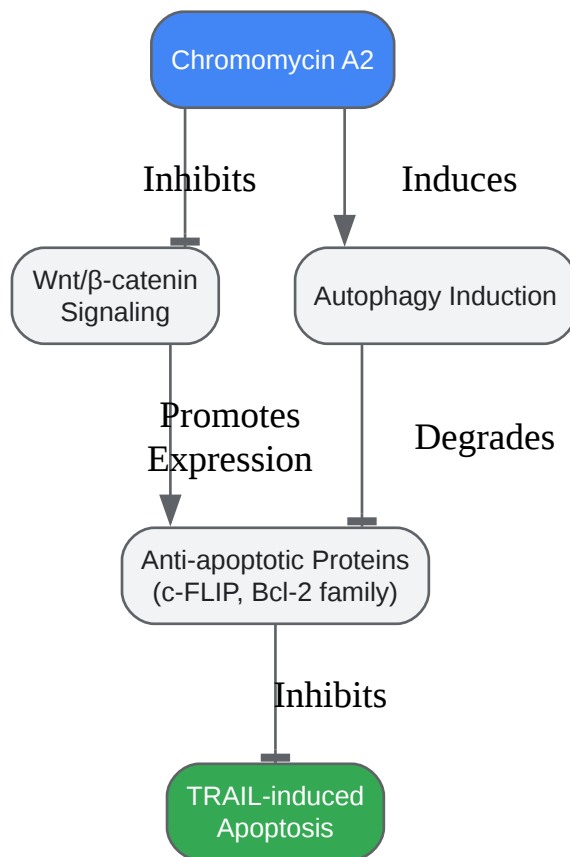 Chromomycin A2
Inhibits
Induces
Wnt/β-catenin
Signaling
Autophagy Induction
Promotes
Expression
Degrades
Anti-apoptotic Proteins
(c-FLIP, Bcl-2 family)
Inhibits
TRAIL-induced
Apoptosis